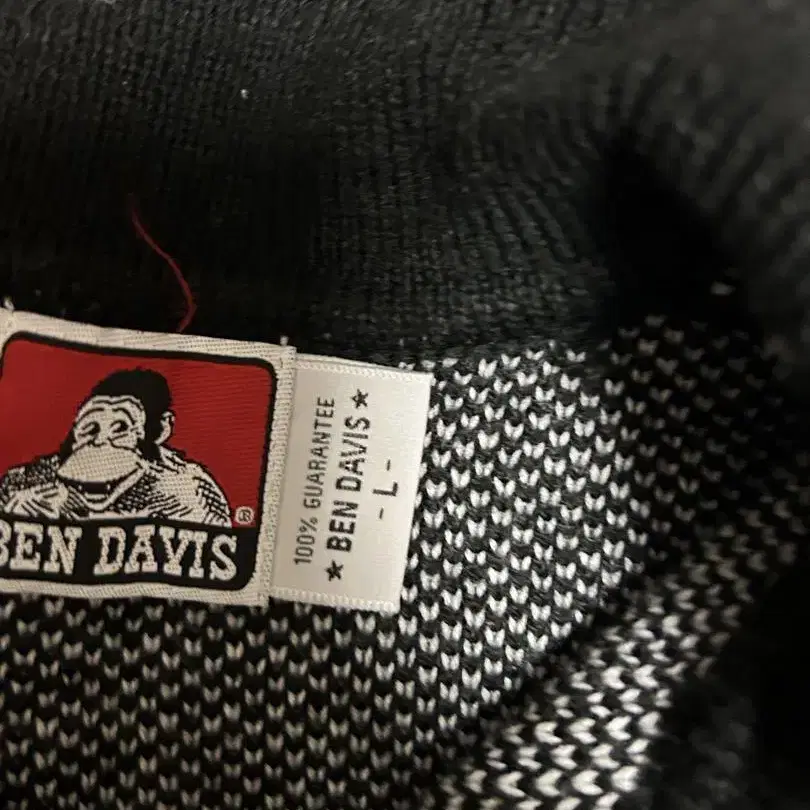 BEN DAVIS
®
100% GUARANTEE
★ BEN DAVIS ★
- L -